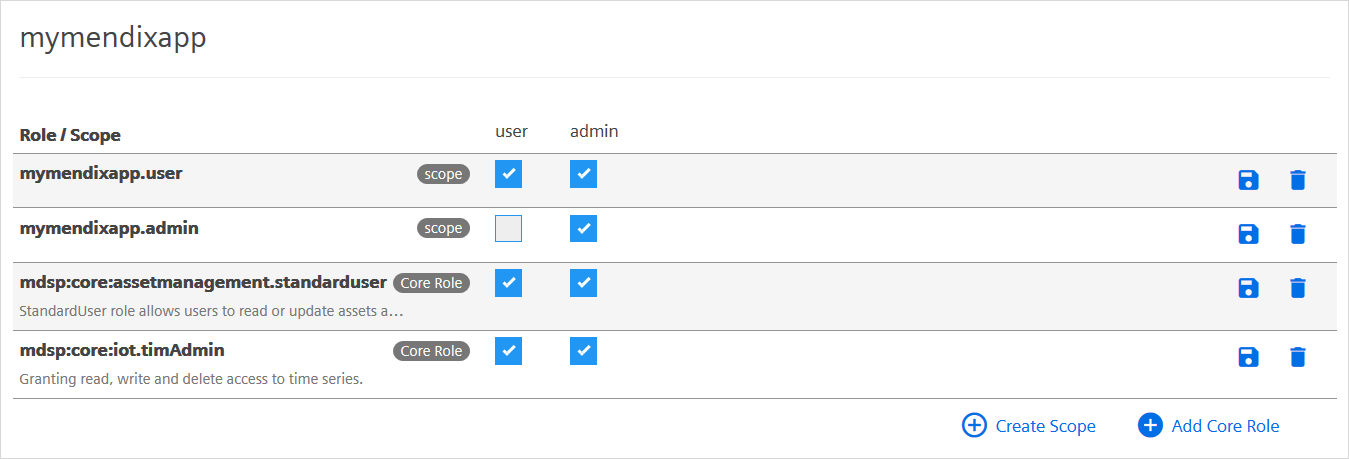 mymendixapp
Role / Scope user admin
mymendixapp.user scope
mymendixapp.admin scope
mdsp:core:assetmanagement.standarduser Core Role
StandardUser role allows users to read or update assets a...
mdsp:core:iot.timAdmin Core Role
Granting read, write and delete access to time series.
Create Scope Add Core Role